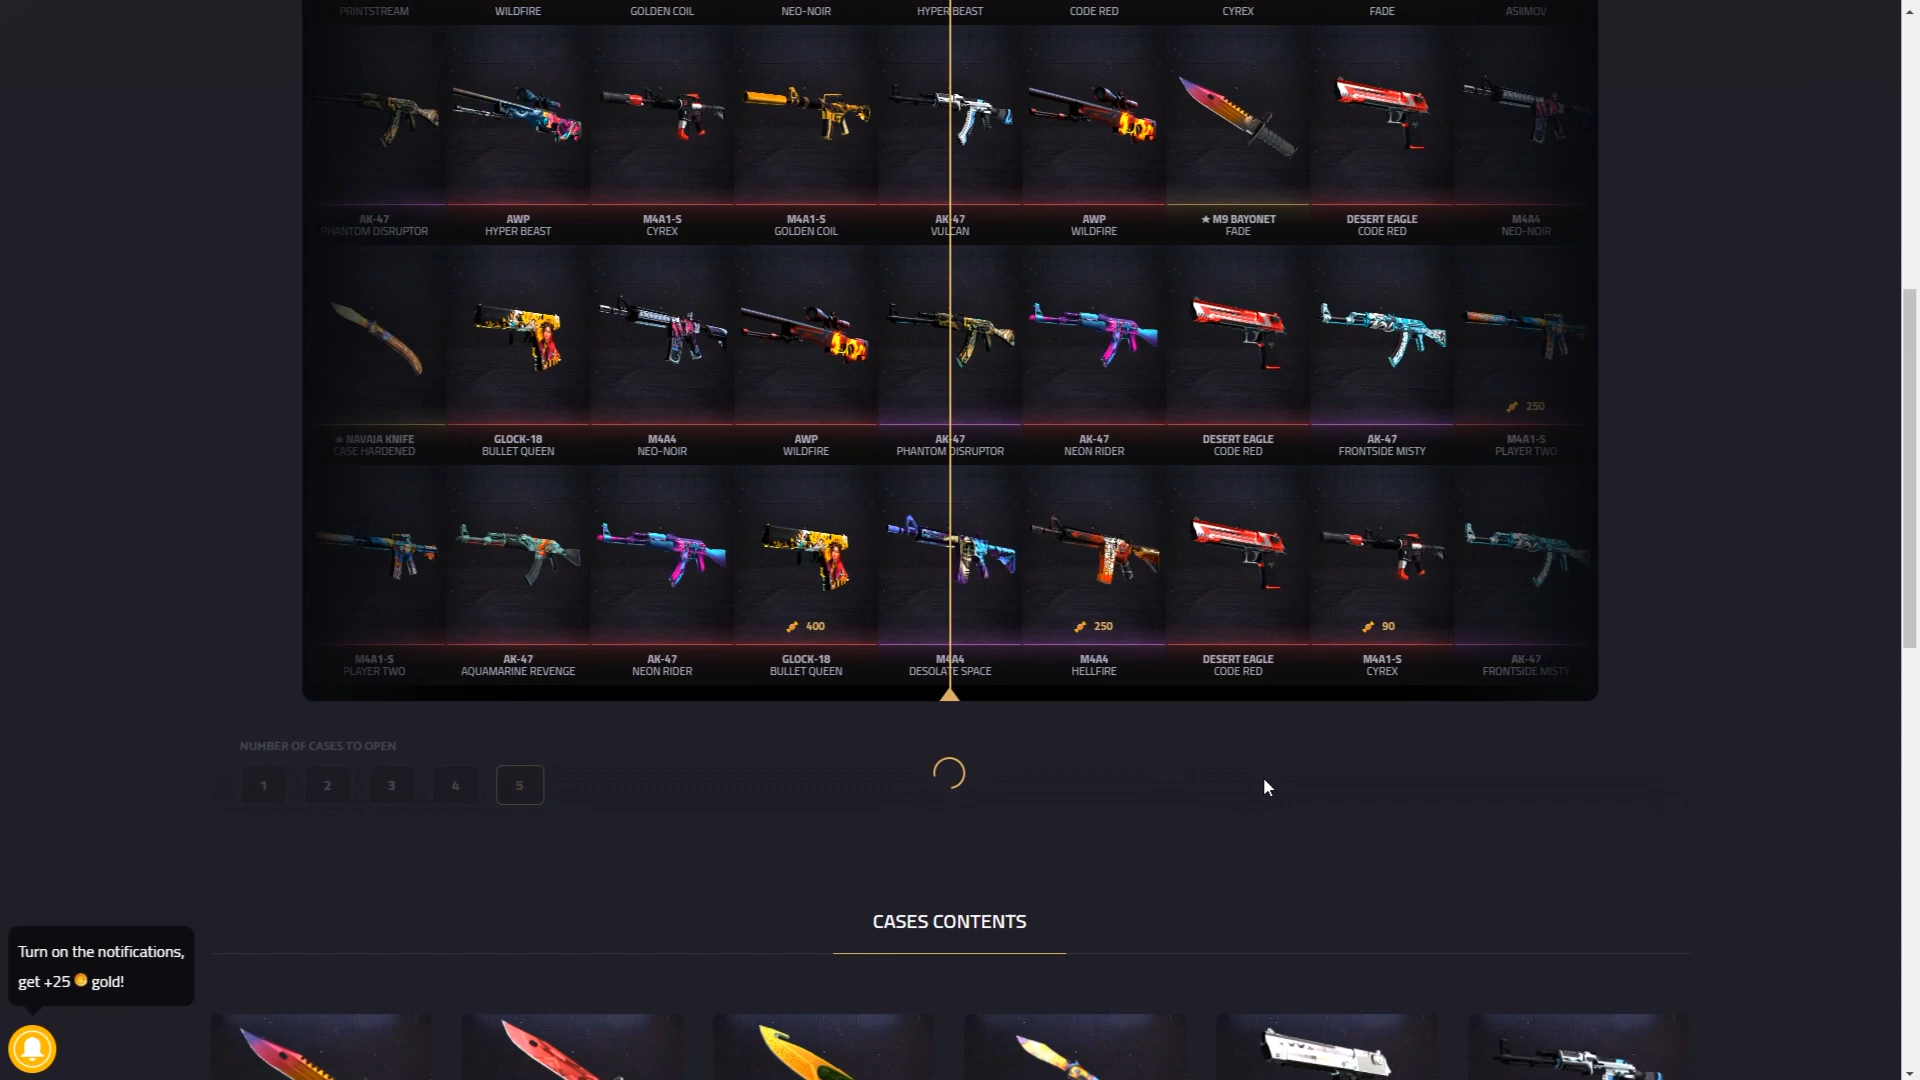 PRINTSTREAM WILDFIRE GOLDEN COIL NEO-NOIR HYPER BEAST CODE RED CYREX FADE ASIIMOV
AK-47 AWP M4A1-S M4A1-S AK-47 AWP ★ M9 BAYONET DESERT EAGLE M4A4
PHANTOM DISRUPTOR HYPER BEAST CYREX GOLDEN COIL VULCAN WILDFIRE FADE CODE RED NEO-NOIR
250
★ NAVAJA KNIFE GLOCK-18 M4A4 AWP AK-47 AK-47 DESERT EAGLE AK-47 M4A1-S
CASE HARDENED BULLET QUEEN NEO-NOIR WILDFIRE PHANTOM DISRUPTOR NEON RIDER CODE RED FRONTSIDE MISTY PLAYER TWO
400 250 90
M4A1-S AK-47 AK-47 GLOCK-18 M4A4 M4A4 DESERT EAGLE M4A1-S AK-47
PLAYER TWO AQUAMARINE REVENGE NEON RIDER BULLET QUEEN DESOLATE SPACE HELLFIRE CODE RED CYREX FRONTSIDE MISTY
NUMBER OF CASES TO OPEN
1 2 3 4 5
CASES CONTENTS
Turn on the notifications,
get +25 gold!